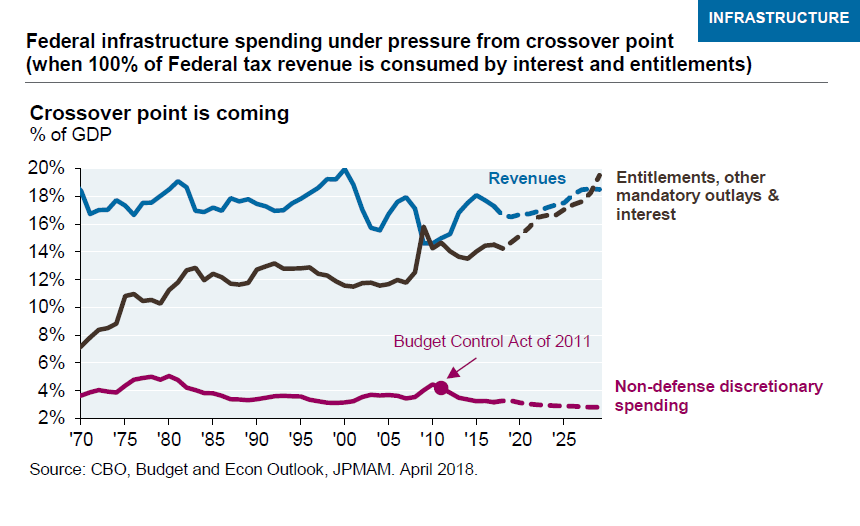 INFRASTRUCTURE
Federal infrastructure spending under pressure from crossover point
(when 100% of Federal tax revenue is consumed by interest and entitlements)
Crossover point is coming
% of GDP
20%
18%
16%
14%
12%
10%
8%
6%
4%
2%
Revenues
Entitlements, other
mandatory outlays &
interest
Budget Control Act of 2011
Non-defense discretionary
spending
'70 '75 '80 '85 '90 '95 '00 '05 '10 '15 '20 '25
Source: CBO, Budget and Econ Outlook, JPMAM. April 2018.